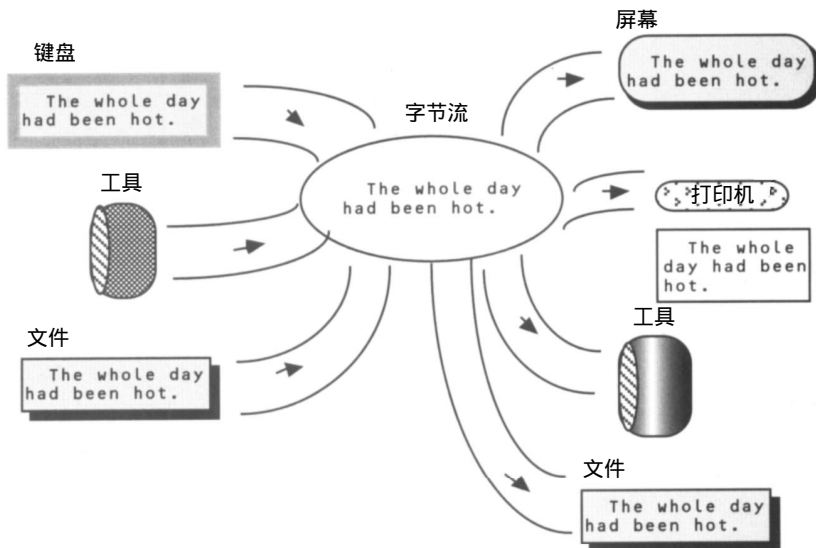 键盘
The whole day
had been hot.
工具
文件
The whole day
had been hot.
字节流
The whole day
had been hot.
屏幕
The whole day
had been hot.
打印机
The whole
day had been
hot.
工具
文件
The whole day
had been hot.